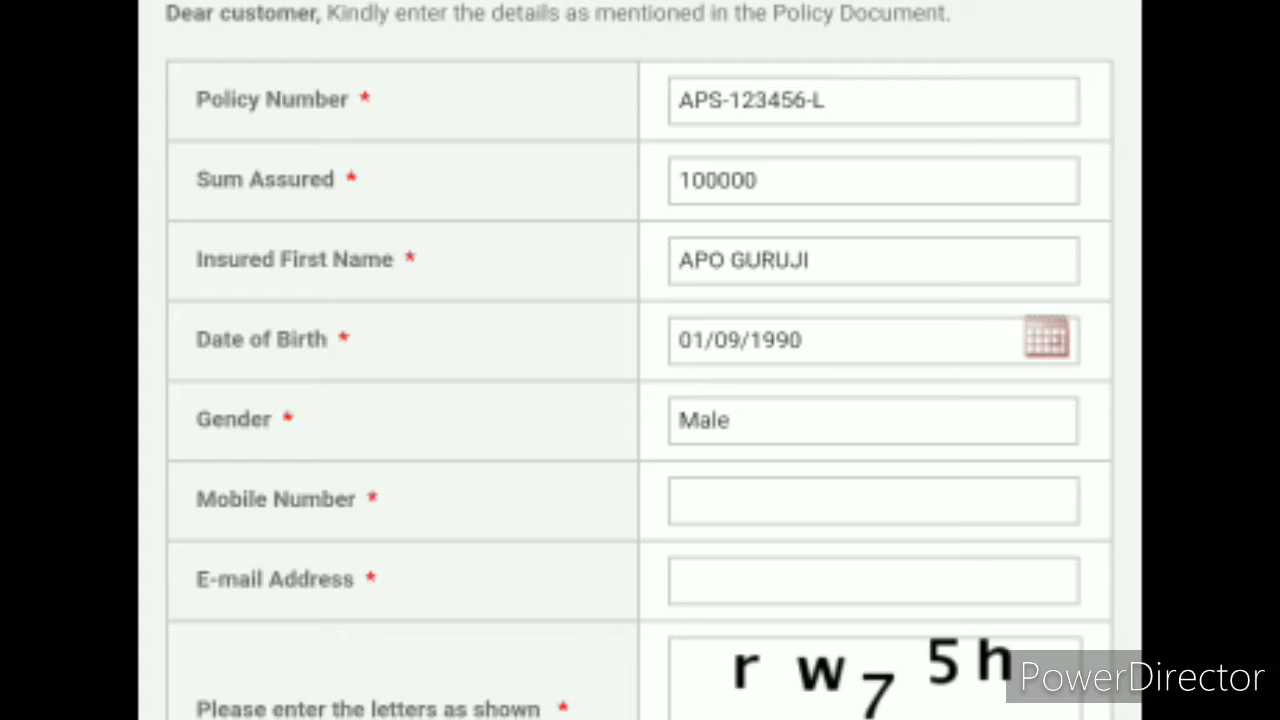 Dear customer, Kindly enter the details as mentioned in the Policy Document.
Policy Number * APS-123456-L
Sum Assured * 100000
Insured First Name * APO GURUJI
Date of Birth * 01/09/1990
Gender * Male
Mobile Number *
E-mail Address *
r w 7 5 h
Please enter the letters as shown *
PowerDirector